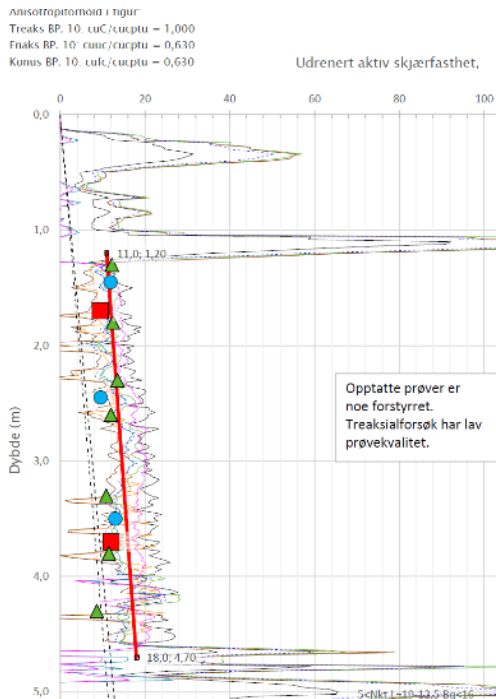 Anisotropiforhold i figur:
Treaks BP. 10: cuC/cucptu = 1,000
Enaks BP. 10: cuuc/cucptu = 0,630
Konus BP. 10: cufc/cucptu = 0,630
Udrenert aktiv skjærfasthet,
0 20 40 60 80 100
0,0
1,0
11,0; 1,20
2,0
Opptatte prøver er
noe forstyrret.
Treaksialforsøk har lav
prøvekvalitet.
Dybde (m)
3,0
4,0
18,0; 4,70
5,0